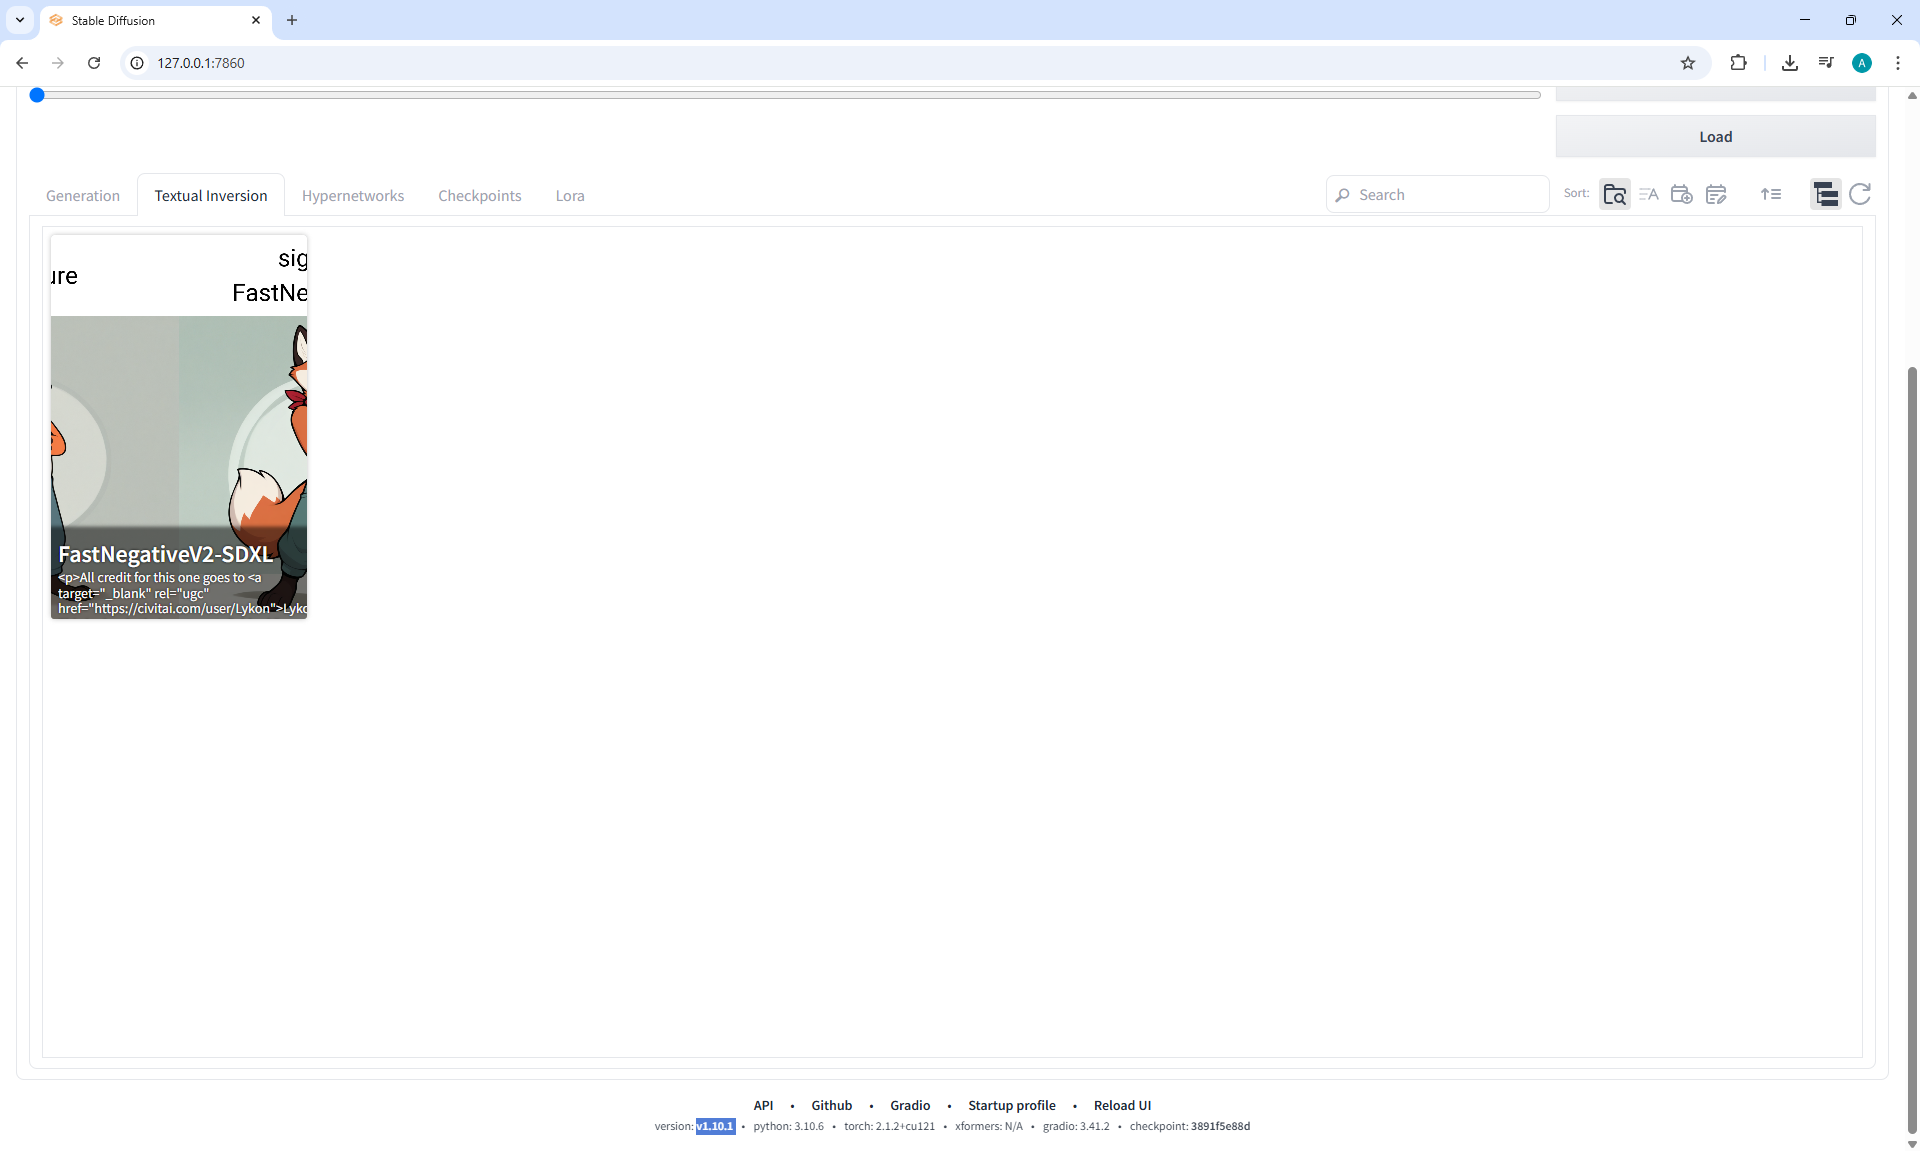 Stable Diffusion
127.0.0.1:7860
A
Load
Generation
Textual Inversion
Hypernetworks
Checkpoints
Lora
Search
Sort:
ure
sig
FastNe
FastNegativeV2-SDXL
<p>All credit for this one goes to <a
target="_blank" rel="ugc"
href="https://civitai.com/user/Lykon">Lyko
API • Github • Gradio • Startup profile • Reload UI
version: v1.10.1 • python: 3.10.6 • torch: 2.1.2+cu121 • xformers: N/A • gradio: 3.41.2 • checkpoint: 3891f5e88d